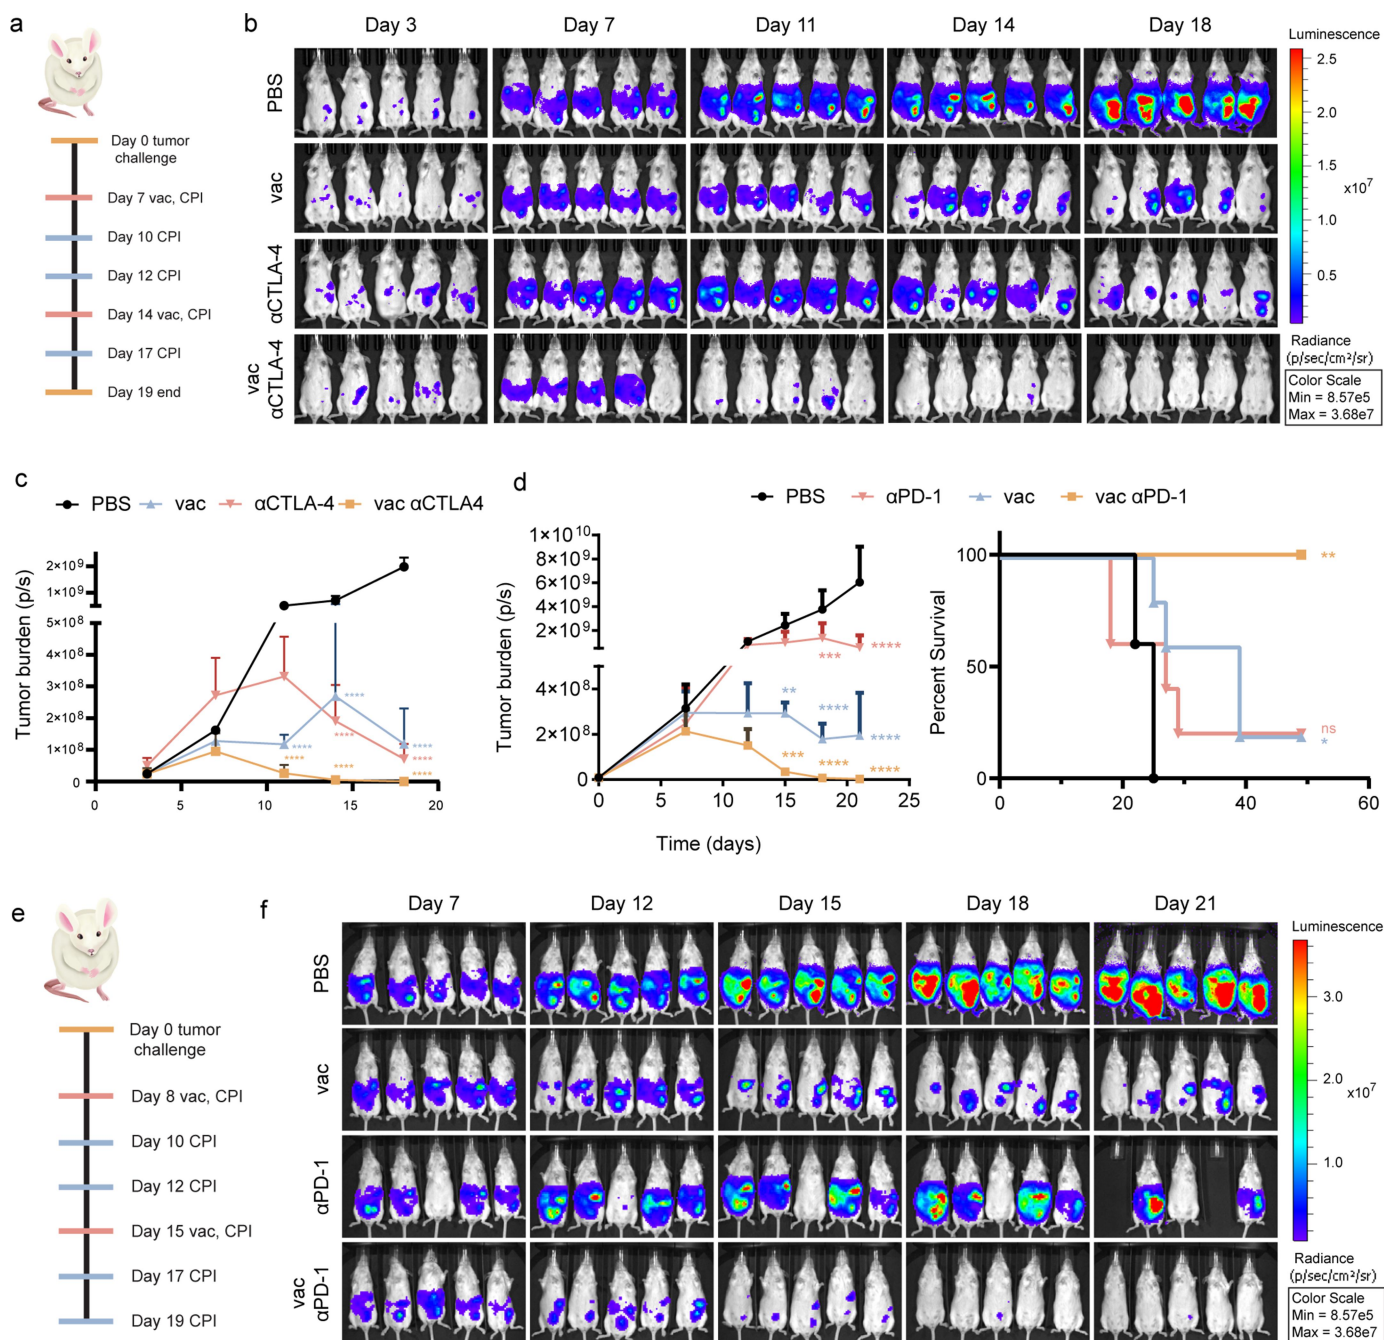 a
Day 0 tumor
challenge
Day 7 vac, CPI
Day 10 CPI
Day 12 CPI
Day 14 vac, CPI
Day 17 CPI
Day 19 end
b
Day 3
Day 7
Day 11
Day 14
Day 18
PBS
vac
αCTLA-4
vac
αCTLA-4
Luminescence
2.5
2.0
1.5
×10⁷
1.0
0.5
Radiance
(p/sec/cm²/sr)
Color Scale
Min = 8.57e5
Max = 3.68e7
c
PBS
vac
αCTLA-4
vac αCTLA4
Tumor burden (p/s)
2×10⁹
1×10⁹
5×10⁸
4×10⁸
3×10⁸
2×10⁸
1×10⁸
0
0
5
10
15
20
****
****
****
****
****
****
****
****
d
PBS
αPD-1
vac
vac αPD-1
Tumor burden (p/s)
1×10¹⁰
8×10⁹
6×10⁹
4×10⁹
2×10⁹
4×10⁸
2×10⁸
0
0
5
10
15
20
25
***
****
**
****
****
***
****
****
Time (days)
Percent Survival
100
50
0
0
20
40
60
**
ns
*
e
Day 0 tumor
challenge
Day 8 vac, CPI
Day 10 CPI
Day 12 CPI
Day 15 vac, CPI
Day 17 CPI
Day 19 CPI
f
Day 7
Day 12
Day 15
Day 18
Day 21
PBS
vac
αPD-1
vac
αPD-1
Luminescence
3.0
2.0
×10⁷
1.0
Radiance
(p/sec/cm²/sr)
Color Scale
Min = 8.57e5
Max = 3.68e7